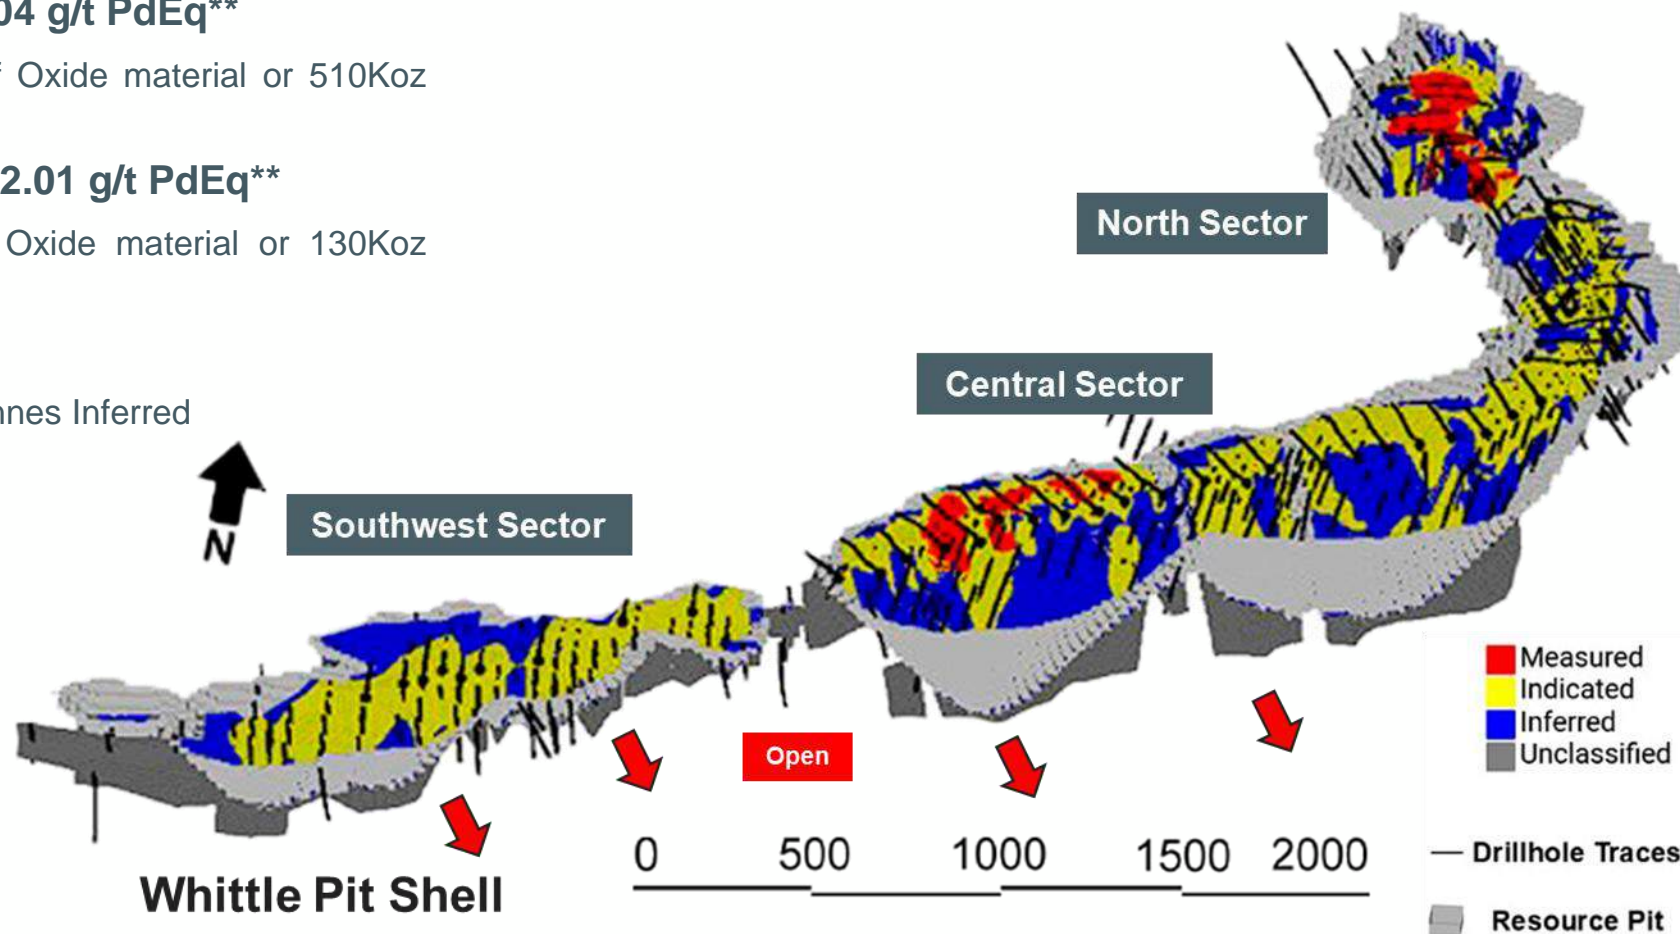 04 g/t PdEq**
Oxide material or 510Koz
2.01 g/t PdEq**
Oxide material or 130Koz
nnes Inferred
North Sector
Central Sector
Southwest Sector
N
Open
Measured
Indicated
Inferred
Unclassified
0 500 1000 1500 2000
Drillhole Traces
Whittle Pit Shell
Resource Pit